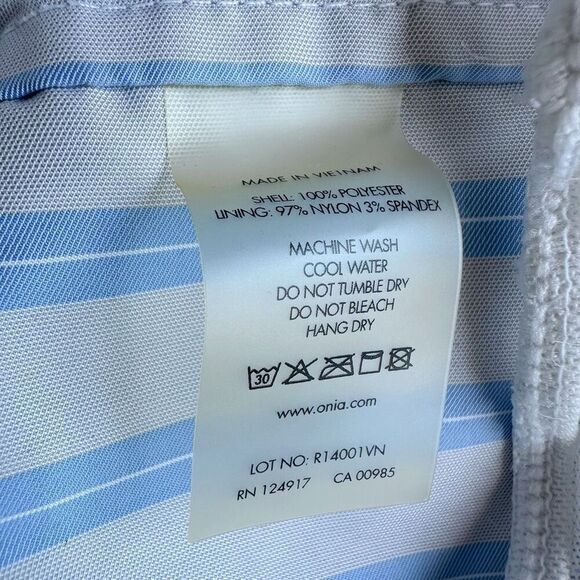 MADE IN VIETNAM
SHELL: 100% POLYESTER
LINING: 97% NYLON 3% SPANDEX
MACHINE WASH
COOL WATER
DO NOT TUMBLE DRY
DO NOT BLEACH
HANG DRY
30
www.onia.com
LOT NO: R14001VN
RN 124917 CA 00985